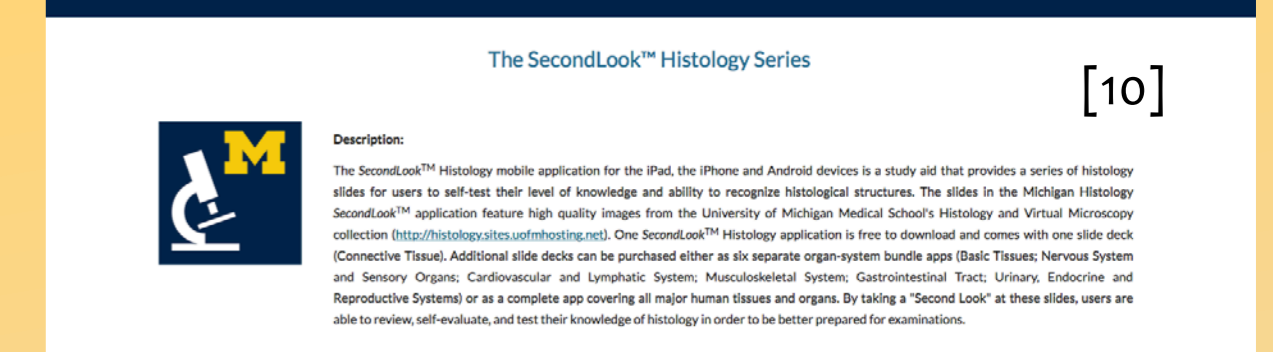 The SecondLook™ Histology Series
[10]
M
Description:
The SecondLook™ Histology mobile application for the iPad, the iPhone and Android devices is a study aid that provides a series of histology
slides for users to self-test their level of knowledge and ability to recognize histological structures. The slides in the Michigan Histology
SecondLook™ application feature high quality images from the University of Michigan Medical School's Histology and Virtual Microscopy
collection (http://histology.sites.uofmhosting.net). One SecondLook™ Histology application is free to download and comes with one slide deck
(Connective Tissue). Additional slide decks can be purchased either as six separate organ-system bundle apps (Basic Tissues; Nervous System
and Sensory Organs; Cardiovascular and Lymphatic System; Musculoskeletal System; Gastrointestinal Tract; Urinary, Endocrine and
Reproductive Systems) or as a complete app covering all major human tissues and organs. By taking a "Second Look" at these slides, users are
able to review, self-evaluate, and test their knowledge of histology in order to be better prepared for examinations.